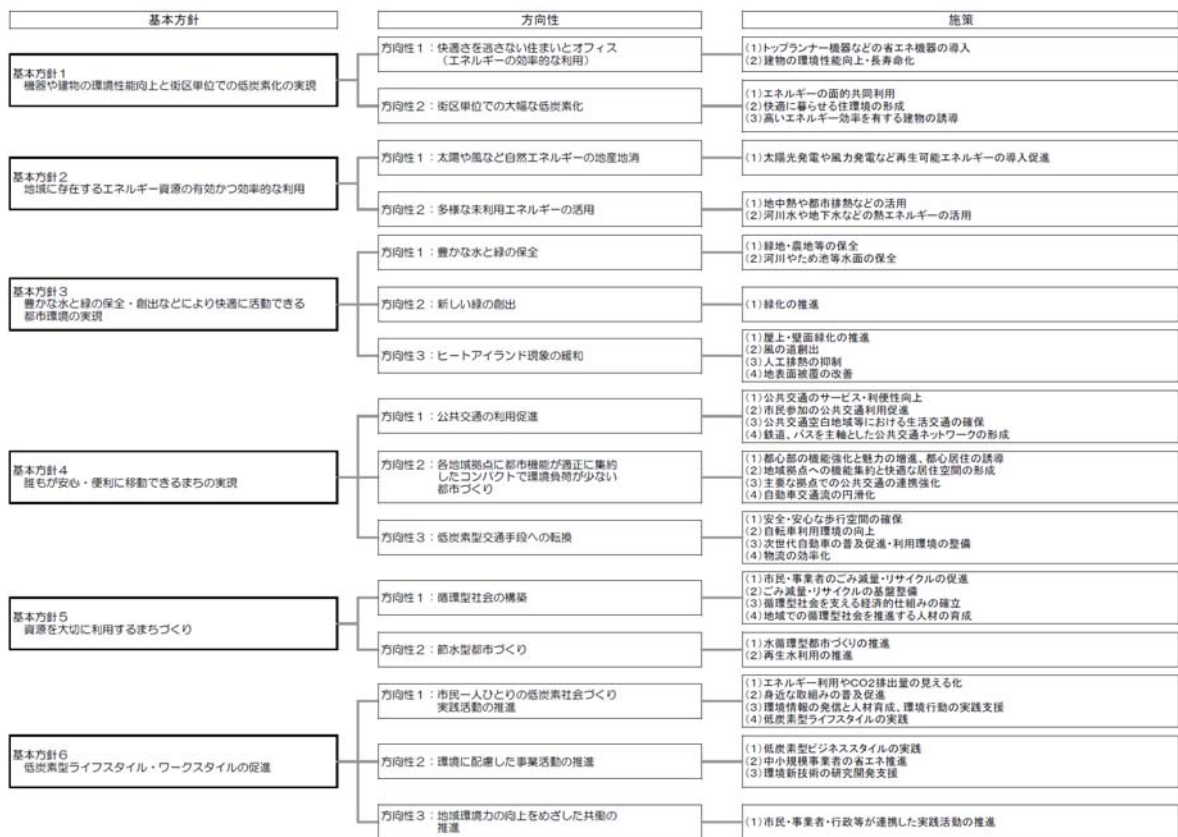 基本方針
方向性
施策
基本方針1
機器や建物の環境性能向上と街区単位での低炭素化の実現
方向性1：快適さを逃さない住まいとオフィス
（エネルギーの効率的な利用）
(1)トップランナー機器などの省エネ機器の導入
(2)建物の環境性能向上・長寿命化
方向性2：街区単位での大幅な低炭素化
(1)エネルギーの面的共同利用
(2)快適に暮らせる住環境の形成
(3)高いエネルギー効率を有する建物の誘導
基本方針2
地域に存在するエネルギー資源の有効かつ効率的な利用
方向性1：太陽や風など自然エネルギーの地産地消
(1)太陽光発電や風力発電など再生可能エネルギーの導入促進
方向性2：多様な未利用エネルギーの活用
(1)地中熱や都市排熱などの活用
(2)河川水や地下水などの熱エネルギーの活用
基本方針3
豊かな水と緑の保全・創出などにより快適に活動できる
都市環境の実現
方向性1：豊かな水と緑の保全
(1)緑地・農地等の保全
(2)河川やため池等水面の保全
方向性2：新しい緑の創出
(1)緑化の推進
方向性3：ヒートアイランド現象の緩和
(1)屋上・壁面緑化の推進
(2)風の道創出
(3)人工排熱の抑制
(4)地表面被覆の改善
基本方針4
誰もが安心・便利に移動できるまちの実現
方向性1：公共交通の利用促進
(1)公共交通のサービス・利便性向上
(2)市民参加の公共交通利用促進
(3)公共交通空白地域等における生活交通の確保
(4)鉄道、バスを主軸とした公共交通ネットワークの形成
方向性2：各地域拠点に都市機能が適正に集約
したコンパクトで環境負荷が少ない
都市づくり
(1)都心部の機能強化と魅力の増進、都心居住の誘導
(2)地域拠点への機能集約と快適な居住空間の形成
(3)主要な拠点での公共交通の連携強化
(4)自動車交通流の円滑化
方向性3：低炭素型交通手段への転換
(1)安全・安心な歩行空間の確保
(2)自転車利用環境の向上
(3)次世代自動車の普及促進・利用環境の整備
(4)物流の効率化
基本方針5
資源を大切に利用するまちづくり
方向性1：循環型社会の構築
(1)市民・事業者のごみ減量・リサイクルの促進
(2)ごみ減量・リサイクルの基盤整備
(3)循環型社会を支える経済的仕組みの確立
(4)地域での循環型社会を推進する人材の育成
方向性2：節水型都市づくり
(1)水循環型都市づくりの推進
(2)再生水利用の推進
基本方針6
低炭素型ライフスタイル・ワークスタイルの促進
方向性1：市民一人ひとりの低炭素社会づくり
実践活動の推進
(1)エネルギー利用やCO2排出量の見える化
(2)身近な取組みの普及促進
(3)環境情報の発信と人材育成、環境行動の実践支援
(4)低炭素型ライフスタイルの実践
方向性2：環境に配慮した事業活動の推進
(1)低炭素型ビジネススタイルの実践
(2)中小規模事業者の省エネ推進
(3)環境新技術の研究開発支援
方向性3：地域環境力の向上をめざした共働の
推進
(1)市民・事業者・行政等が連携した実践活動の推進